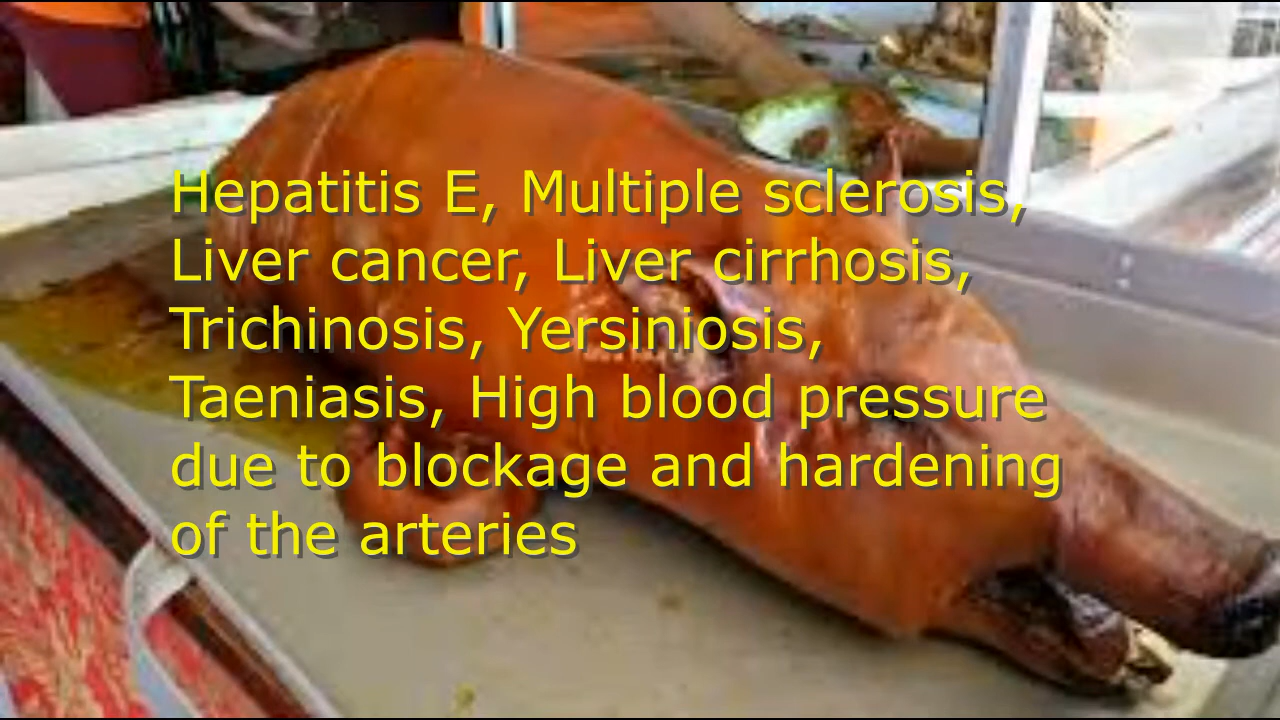 Hepatitis E, Multiple sclerosis,
Liver cancer, Liver cirrhosis,
Trichinosis, Yersiniosis,
Taeniasis, High blood pressure
due to blockage and hardening
of the arteries